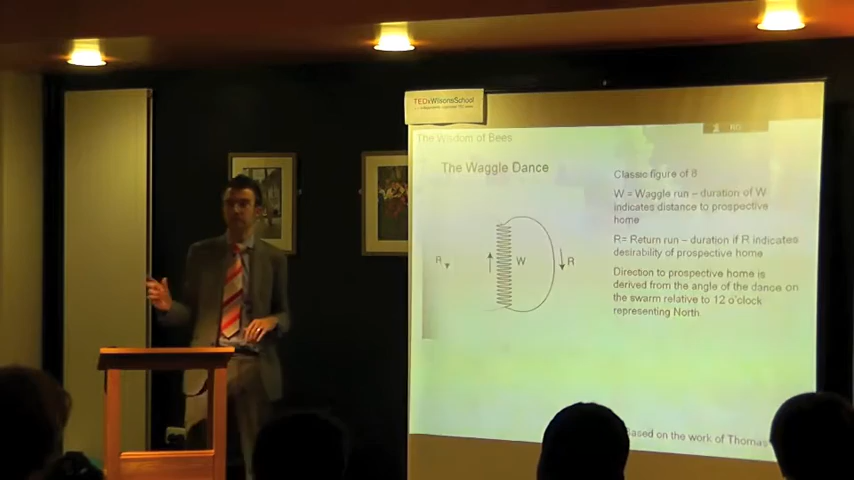 TEDxWilsonsSchool
The Wisdom of Bees
The Waggle Dance
Classic figure of 8
W = Waggle run – duration of W
indicates distance to prospective
home
R= Return run – duration if R indicates
desirability of prospective home
Direction to prospective home is
derived from the angle of the dance on
the swarm relative to 12 o'clock
representing North.
R
W
R
Based on the work of Thomas